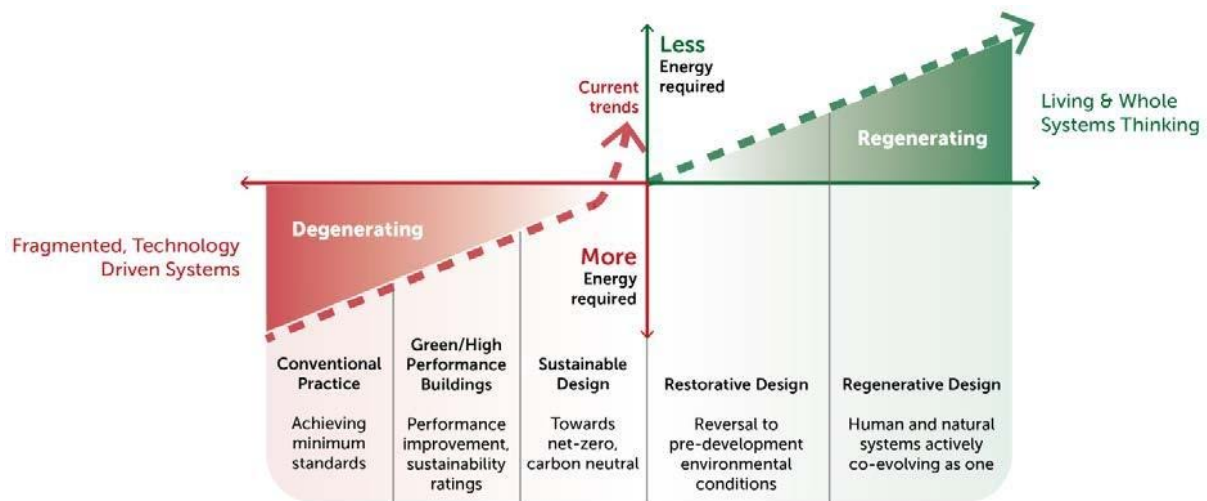 Less
Energy
required
Current
trends
Living & Whole
Systems Thinking
Regenerating
Degenerating
Fragmented, Technology
Driven Systems
More
Energy
required
Conventional
Practice
Achieving
minimum
standards
Green/High
Performance
Buildings
Performance
improvement,
sustainability
ratings
Sustainable
Design
Towards
net-zero,
carbon neutral
Restorative Design
Reversal to
pre-development
environmental
conditions
Regenerative Design
Human and natural
systems actively
co-evolving as one